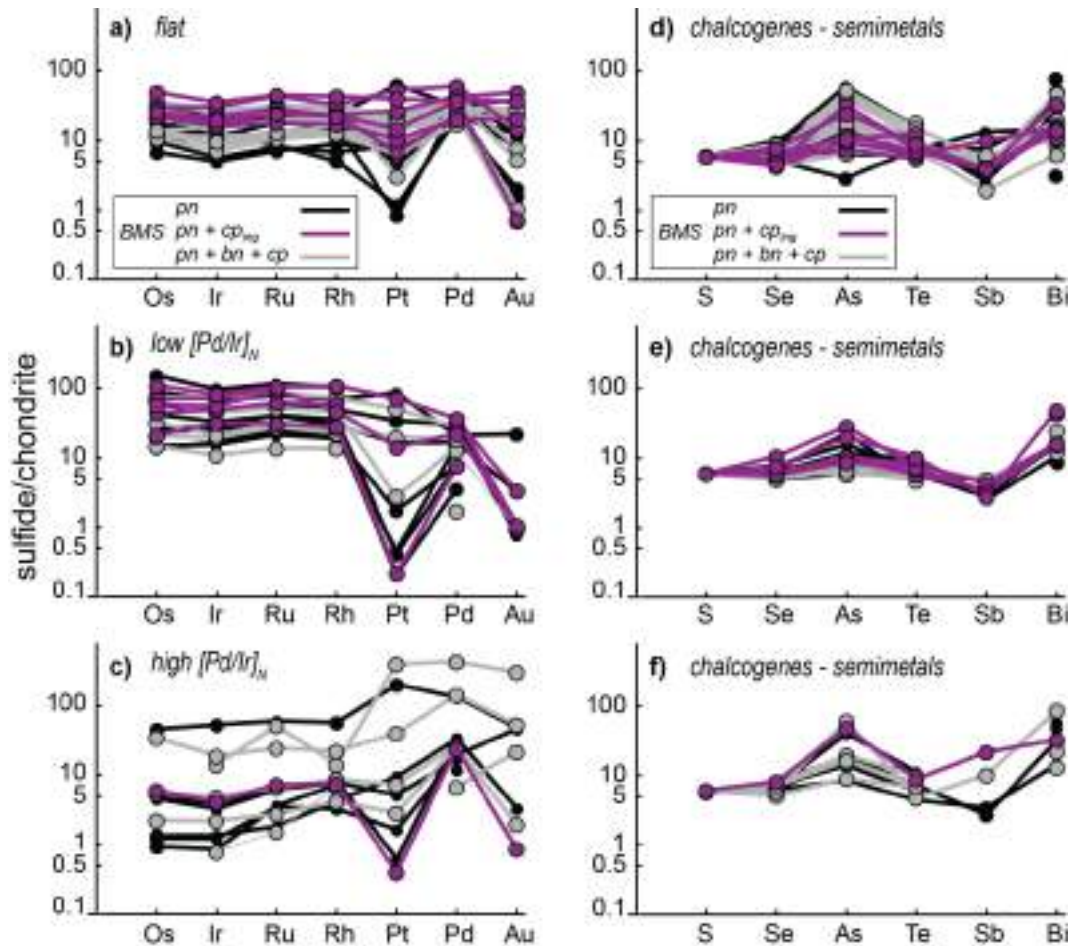 a) flat
100
10
5
1
0.5
0.1
pn
BMS pn + cp_mg
pn + bn + cp
Os Ir Ru Rh Pt Pd Au
d) chalcogenes - semimetals
100
10
5
1
0.5
0.1
pn
BMS pn + cp_mg
pn + bn + cp
S Se As Te Sb Bi
sulfide/chondrite
b) low [Pd/Ir]N
100
10
5
1
0.5
0.1
Os Ir Ru Rh Pt Pd Au
e) chalcogenes - semimetals
100
10
5
1
0.5
0.1
S Se As Te Sb Bi
c) high [Pd/Ir]N
100
10
5
1
0.5
0.1
Os Ir Ru Rh Pt Pd Au
f) chalcogenes - semimetals
100
10
5
1
0.5
0.1
S Se As Te Sb Bi